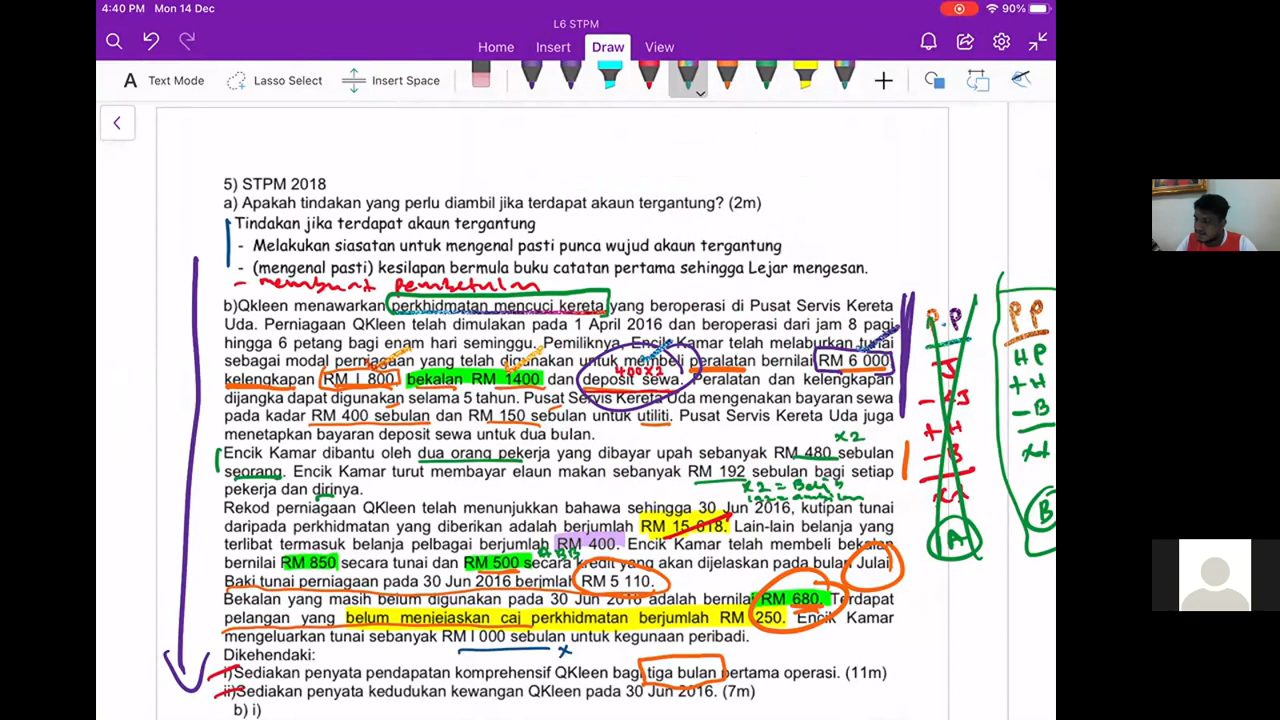 4:40 PM Mon 14 Dec
90%
L6 STPM
Home Insert Draw View
A Text Mode Lasso Select Insert Space
5) STPM 2018
a) Apakah tindakan yang perlu diambil jika terdapat akaun tergantung? (2m)
Tindakan jika terdapat akaun tergantung
- Melakukan siasatan untuk mengenal pasti punca wujud akaun tergantung
- (mengenal pasti) kesilapan bermula buku catatan pertama sehingga Lejar mengesan.
- membuat pembetulan
b)Qkleen menawarkan perkhidmatan mencuci kereta yang beroperasi di Pusat Servis Kereta
Uda. Perniagaan QKleen telah dimulakan pada 1 April 2016 dan beroperasi dari jam 8 pagi
hingga 6 petang bagi enam hari seminggu. Pemiliknya. Encik Kamar telah melaburkan tunai
sebagai modal perniagaan yang telah digunakan untuk membeli peralatan bernilai RM 6 000
400x2
kelengkapan RM 1 800 bekalan RM 1400 dan deposit sewa. Peralatan dan kelengkapan
dijangka dapat digunakan selama 5 tahun. Pusat Servis Kereta Uda mengenakan bayaran sewa
pada kadar RM 400 sebulan dan RM 150 sebulan untuk utiliti. Pusat Servis Kereta Uda juga
menetapkan bayaran deposit sewa untuk dua bulan.
x2
Encik Kamar dibantu oleh dua orang pekerja yang dibayar upah sebanyak RM 480 sebulan
seorang. Encik Kamar turut membayar elaun makan sebanyak RM 192 sebulan bagi setiap
pekerja dan dirinya.
x2 =
192 = ambilan
Rekod perniagaan QKleen telah menunjukkan bahawa sehingga 30 Jun 2016, kutipan tunai
daripada perkhidmatan yang diberikan adalah berjumlah RM 15 618. Lain-lain belanja yang
terlibat termasuk belanja pelbagai berjumlah RM 400. Encik Kamar telah membeli bekalan
bernilai RM 850 secara tunai dan RM 500 secara kredit yang akan dijelaskan pada bulan Julai
Baki tunai perniagaan pada 30 Jun 2016 berjmlah RM 5 110.
Bekalan yang masih belum digunakan pada 30 Jun 2016 adalah bernilai RM 680. Terdapat
pelangan yang belum menjejaskan caj perkhidmatan berjumlah RM 250. Encik Kamar
mengeluarkan tunai sebanyak RM I 000 sebulan untuk kegunaan peribadi.
Dikehendaki:
i)Sediakan penyata pendapatan komprehensif QKleen bagi tiga bulan pertama operasi. (11m)
ii)Sediakan penyata kedudukan kewangan QKleen pada 30 Jun 2016. (7m)
b) i)
P.P
+ H
- B
A
PP
HP
+ H
- B
B